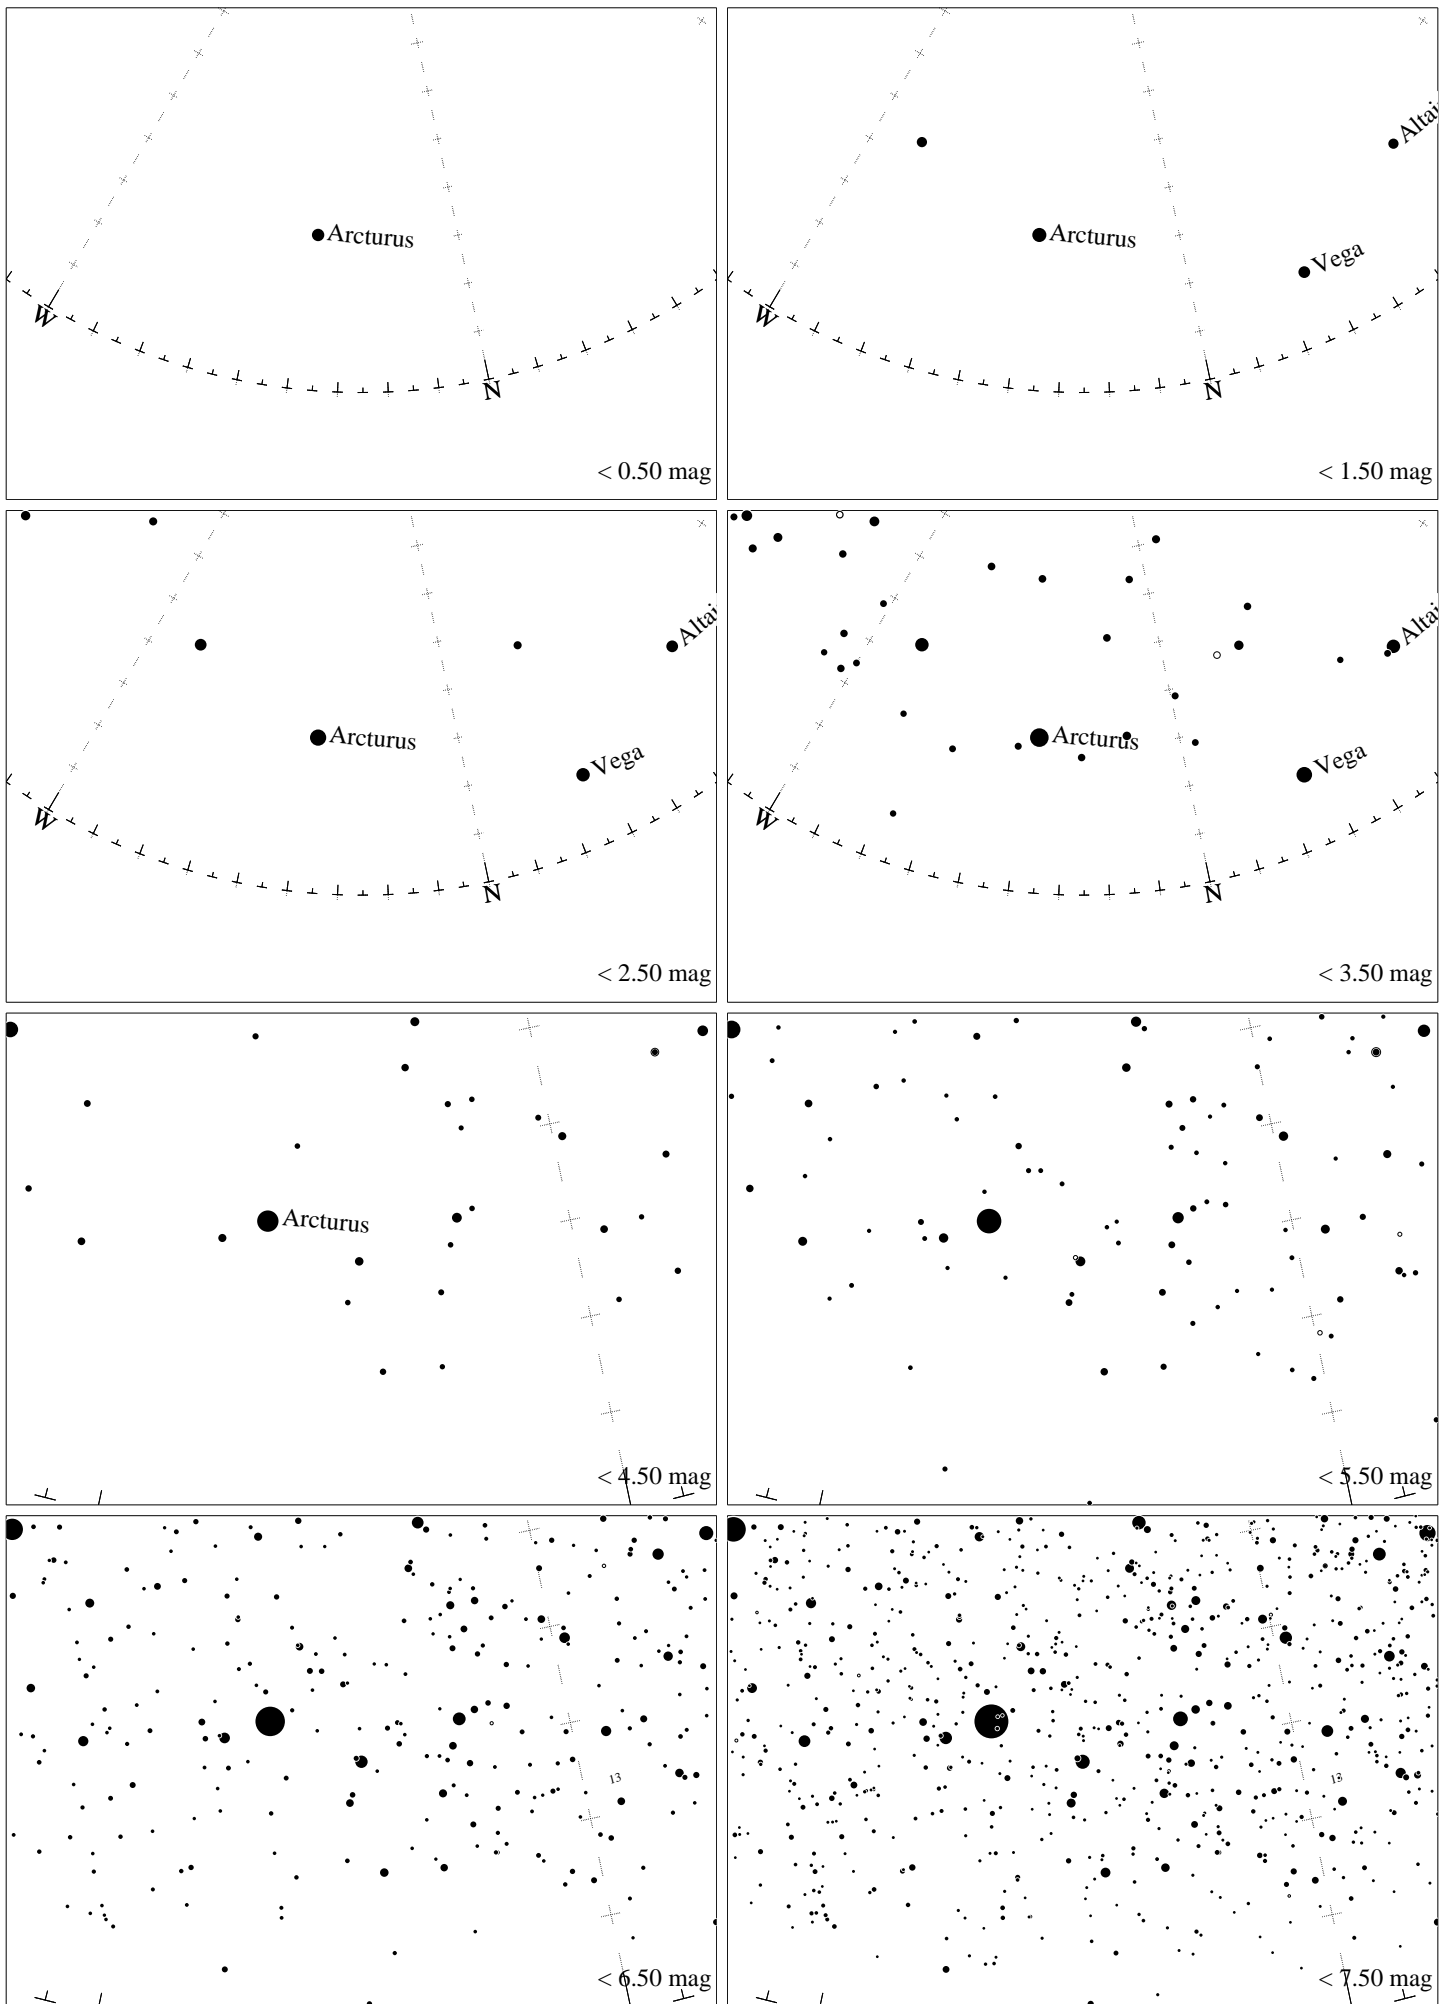 Arcturus
W
N
< 0.50 mag
Altai
Arcturus
Vega
W
N
< 1.50 mag
Altai
Arcturus
Vega
W
N
< 2.50 mag
Altai
Arcturus
Vega
W
N
< 3.50 mag
Arcturus
< 4.50 mag
< 5.50 mag
13
< 6.50 mag
13
< 7.50 mag